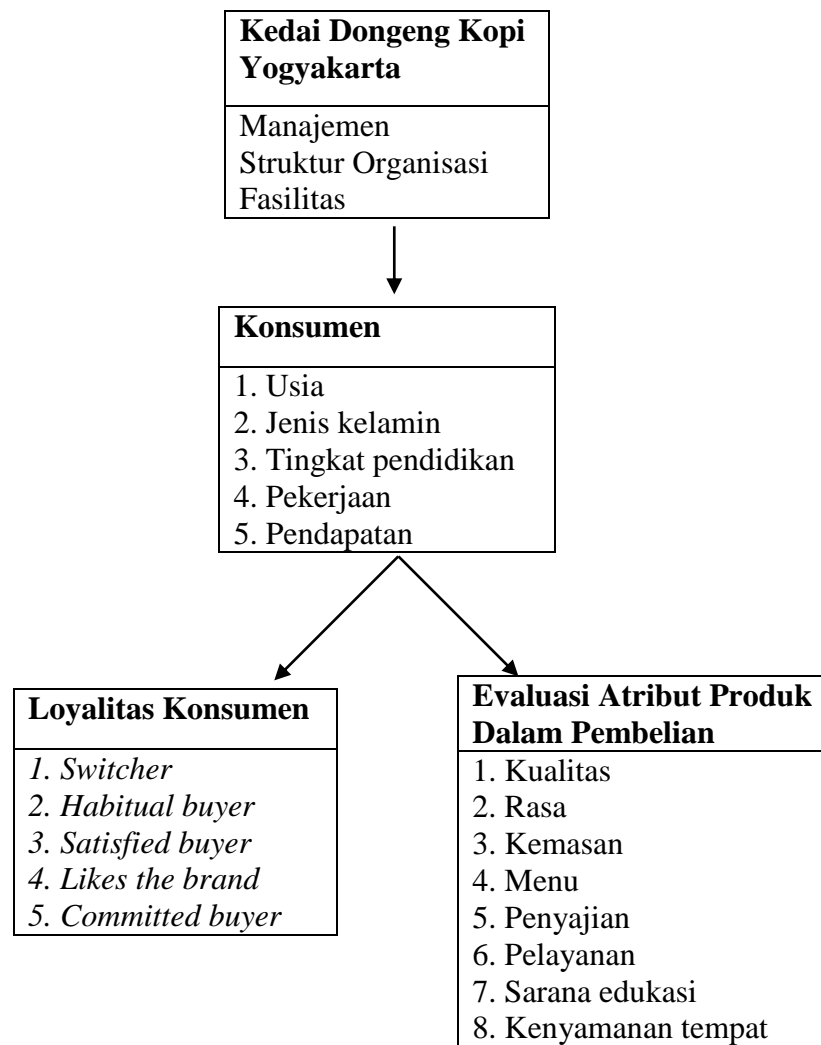 Kedai Dongeng Kopi
Yogyakarta
Manajemen
Struktur Organisasi
Fasilitas
Konsumen
1. Usia
2. Jenis kelamin
3. Tingkat pendidikan
4. Pekerjaan
5. Pendapatan
Loyalitas Konsumen
1. Switcher
2. Habitual buyer
3. Satisfied buyer
4. Likes the brand
5. Committed buyer
Evaluasi Atribut Produk
Dalam Pembelian
1. Kualitas
2. Rasa
3. Kemasan
4. Menu
5. Penyajian
6. Pelayanan
7. Sarana edukasi
8. Kenyamanan tempat